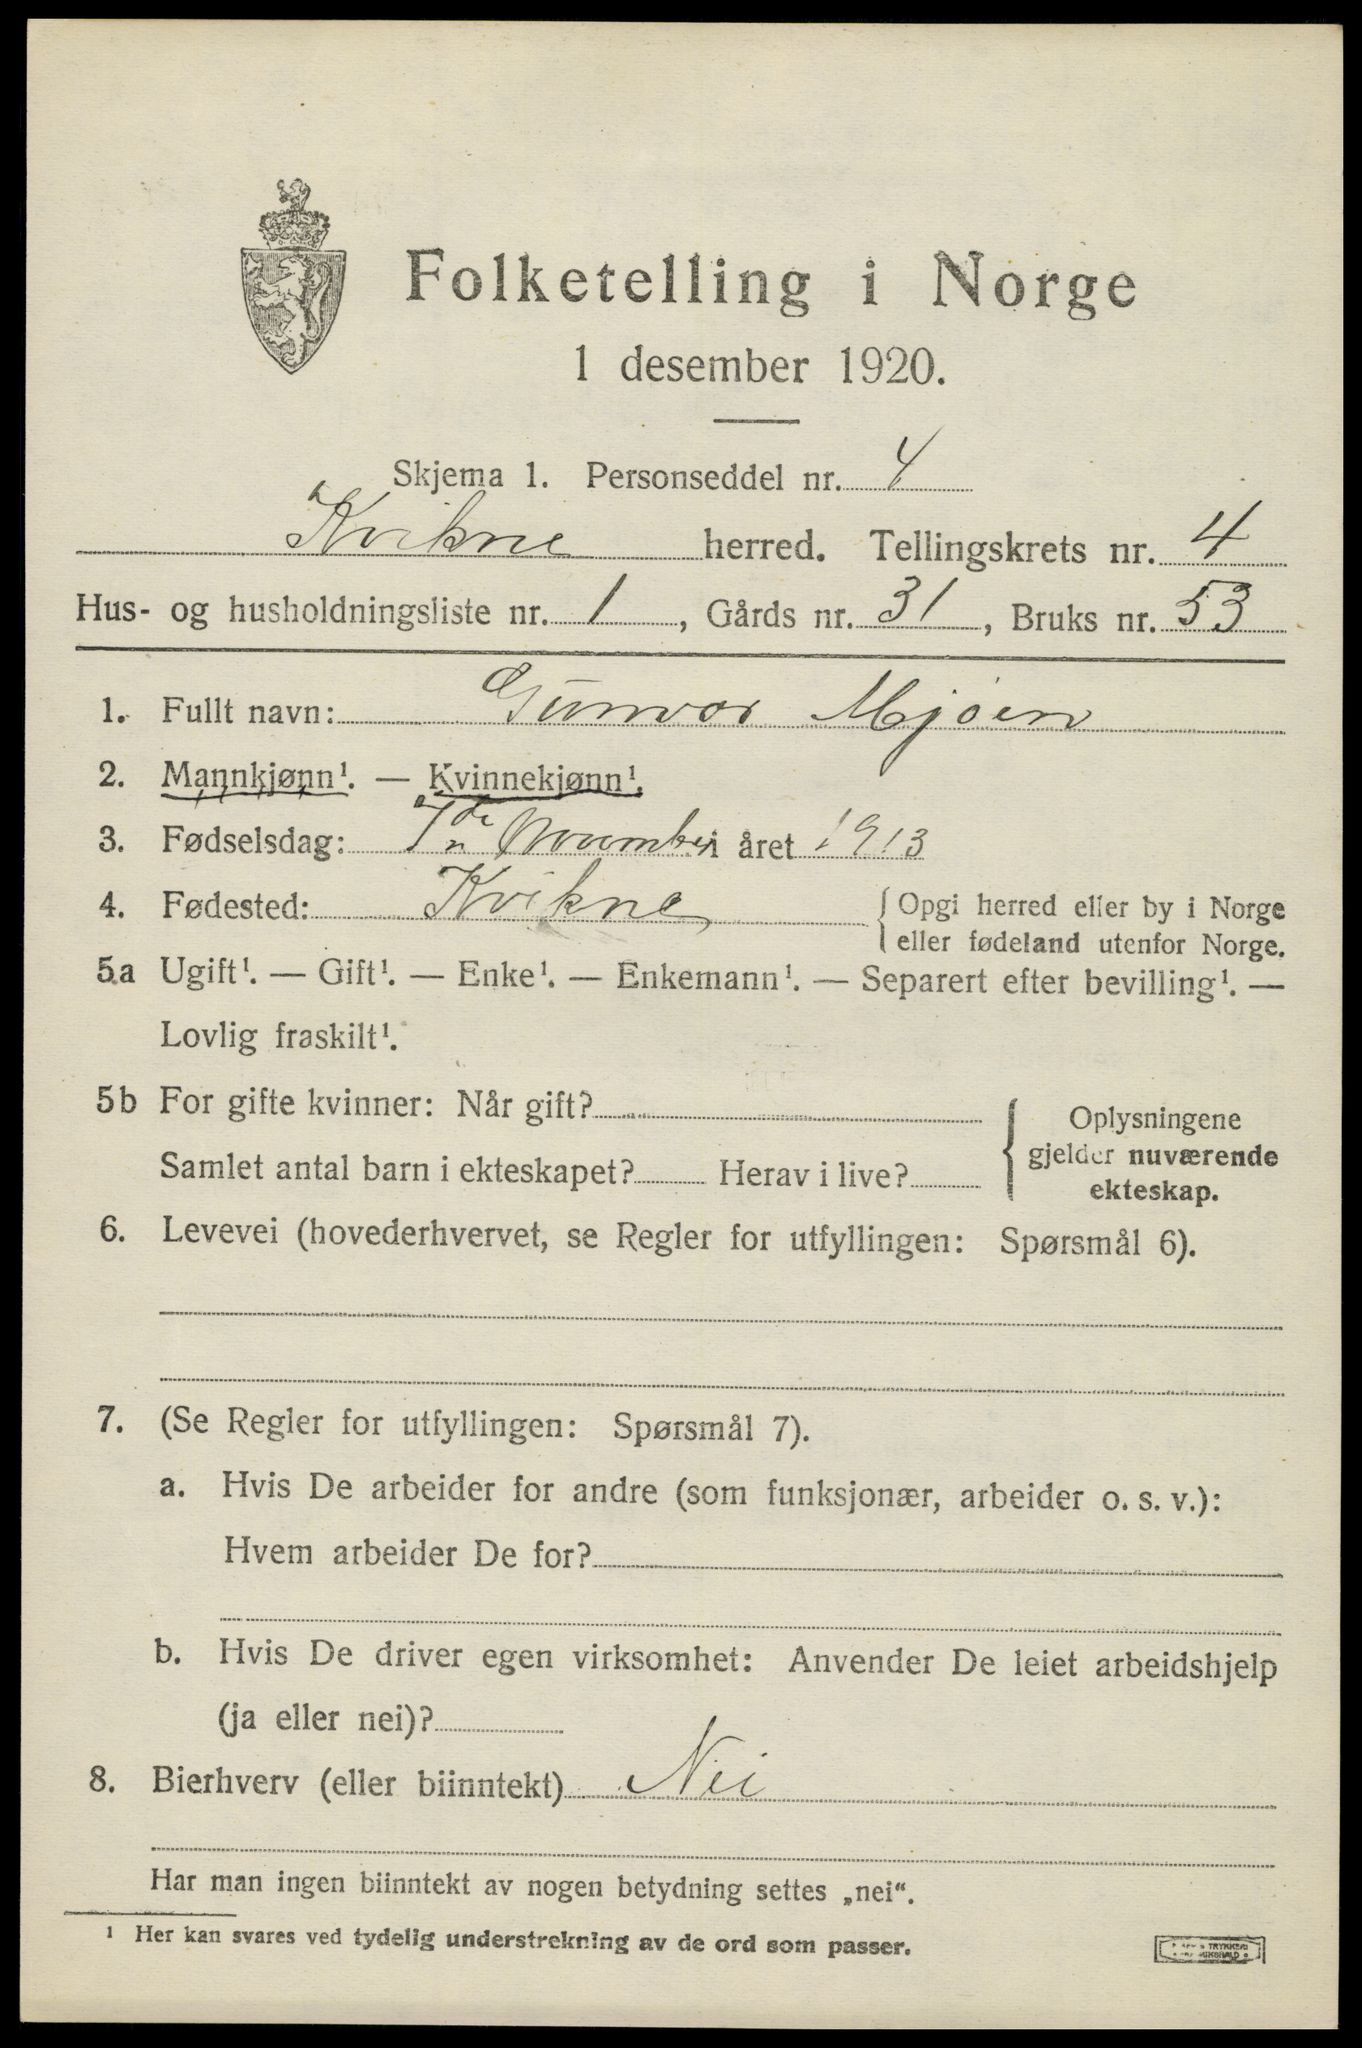 Folketelling i Norge
1 desember 1920.
Skjema 1. Personseddel nr. 4
Kvikne herred. Tellingskrets nr. 4
Hus- og husholdningsliste nr. 1, Gårds nr. 31, Bruks nr. 53
1. Fullt navn: Gunvor Mjøen
2. Mannkjønn¹. — Kvinnekjønn¹.
3. Fødselsdag: 7de November i året 1913
4. Fødested: Kvikne { Opgi herred eller by i Norge
eller fødeland utenfor Norge.
5a Ugift¹. — Gift¹. — Enke¹. — Enkemann¹. — Separert efter bevilling¹. —
Lovlig fraskilt¹.
5b For gifte kvinner: Når gift?
Samlet antal barn i ekteskapet? Herav i live?
{ Oplysningene
gjelder nuværende
ekteskap.
6. Levevei (hovederhvervet, se Regler for utfyllingen: Spørsmål 6).
7. (Se Regler for utfyllingen: Spørsmål 7).
a. Hvis De arbeider for andre (som funksjonær, arbeider o. s. v.):
Hvem arbeider De for?
b. Hvis De driver egen virksomhet: Anvender De leiet arbeidshjelp
(ja eller nei)?
8. Bierhverv (eller biinntekt) Nei
Har man ingen biinntekt av nogen betydning settes „nei“.
¹ Her kan svares ved tydelig understrekning av de ord som passer.